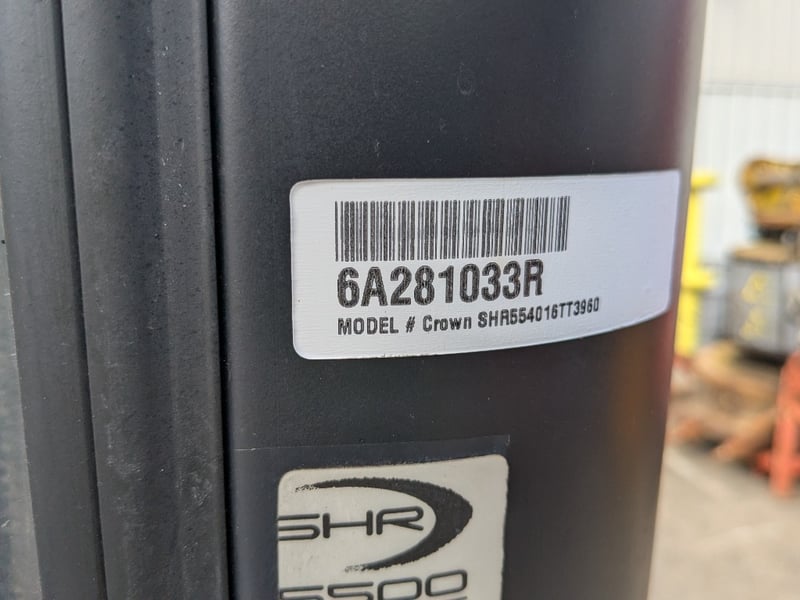 6A281033R
MODEL # Crown SHR554016TT3960
SHR
5500